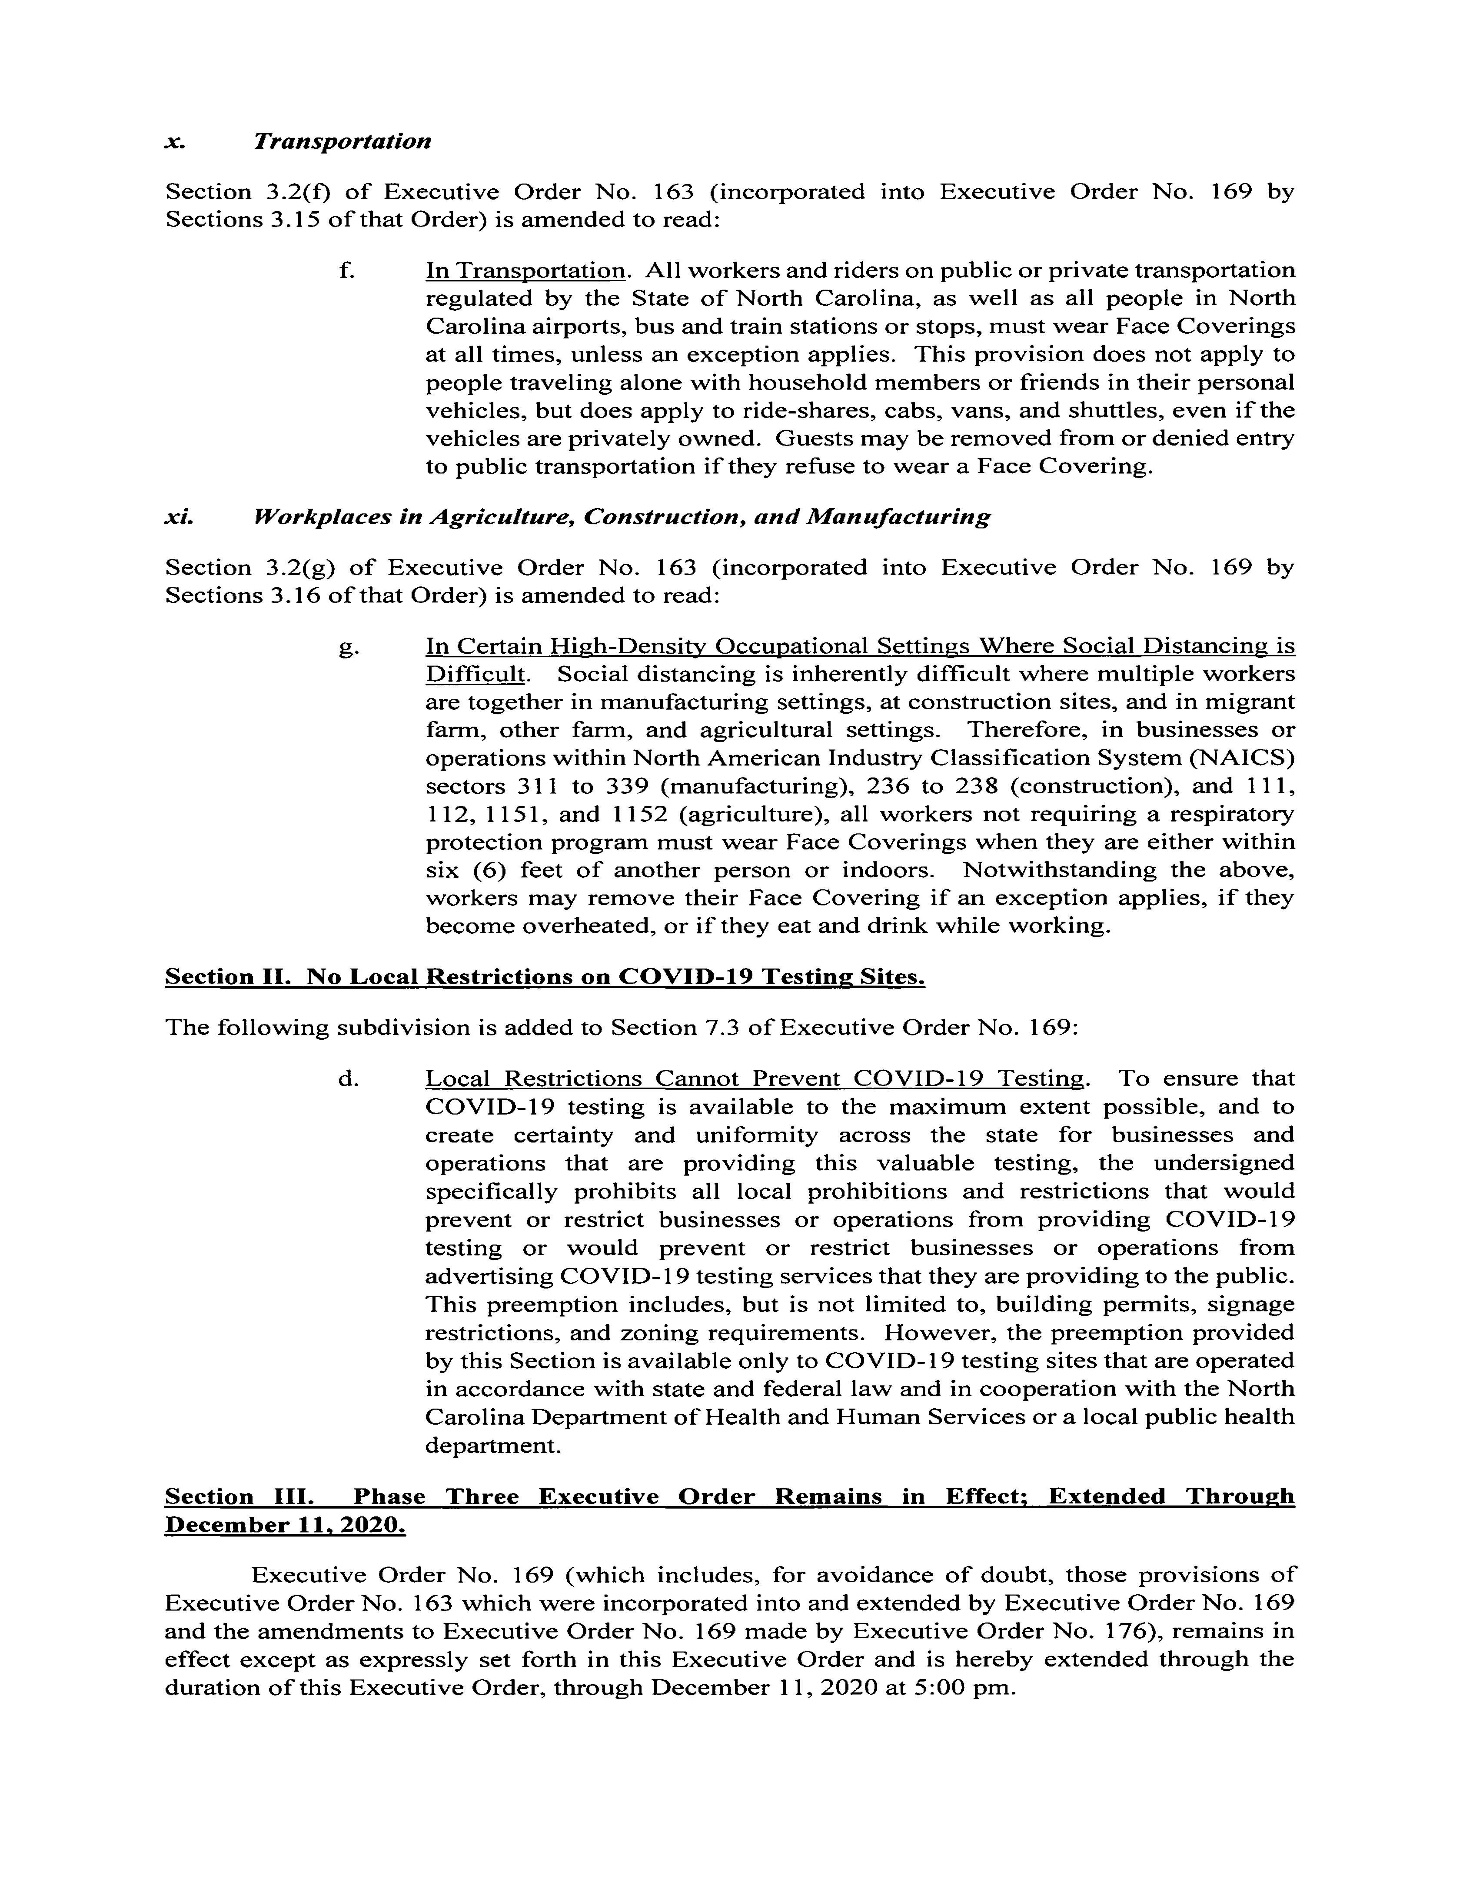 x. Transportation
Section 3.2(f) of Executive Order No. 163 (incorporated into Executive Order No. 169 by
Sections 3.15 of that Order) is amended to read:
f. In Transportation. All workers and riders on public or private transportation
regulated by the State of North Carolina, as well as all people in North
Carolina airports, bus and train stations or stops, must wear Face Coverings
at all times, unless an exception applies. This provision does not apply to
people traveling alone with household members or friends in their personal
vehicles, but does apply to ride-shares, cabs, vans, and shuttles, even if the
vehicles are privately owned. Guests may be removed from or denied entry
to public transportation if they refuse to wear a Face Covering.
xi. Workplaces in Agriculture, Construction, and Manufacturing
Section 3.2(g) of Executive Order No. 163 (incorporated into Executive Order No. 169 by
Sections 3.16 of that Order) is amended to read:
g. In Certain High-Density Occupational Settings Where Social Distancing is
Difficult. Social distancing is inherently difficult where multiple workers
are together in manufacturing settings, at construction sites, and in migrant
farm, other farm, and agricultural settings. Therefore, in businesses or
operations within North American Industry Classification System (NAICS)
sectors 311 to 339 (manufacturing), 236 to 238 (construction), and 111,
112, 1151, and 1152 (agriculture), all workers not requiring a respiratory
protection program must wear Face Coverings when they are either within
six (6) feet of another person or indoors. Notwithstanding the above,
workers may remove their Face Covering if an exception applies, if they
become overheated, or if they eat and drink while working.
Section II. No Local Restrictions on COVID-19 Testing Sites.
The following subdivision is added to Section 7.3 of Executive Order No. 169:
d. Local Restrictions Cannot Prevent COVID-19 Testing. To ensure that
COVID-19 testing is available to the maximum extent possible, and to
create certainty and uniformity across the state for businesses and
operations that are providing this valuable testing, the undersigned
specifically prohibits all local prohibitions and restrictions that would
prevent or restrict businesses or operations from providing COVID-19
testing or would prevent or restrict businesses or operations from
advertising COVID-19 testing services that they are providing to the public.
This preemption includes, but is not limited to, building permits, signage
restrictions, and zoning requirements. However, the preemption provided
by this Section is available only to COVID-19 testing sites that are operated
in accordance with state and federal law and in cooperation with the North
Carolina Department of Health and Human Services or a local public health
department.
Section III. Phase Three Executive Order Remains in Effect; Extended Through
December 11, 2020.
Executive Order No. 169 (which includes, for avoidance of doubt, those provisions of
Executive Order No. 163 which were incorporated into and extended by Executive Order No. 169
and the amendments to Executive Order No. 169 made by Executive Order No. 176), remains in
effect except as expressly set forth in this Executive Order and is hereby extended through the
duration of this Executive Order, through December 11, 2020 at 5:00 pm.